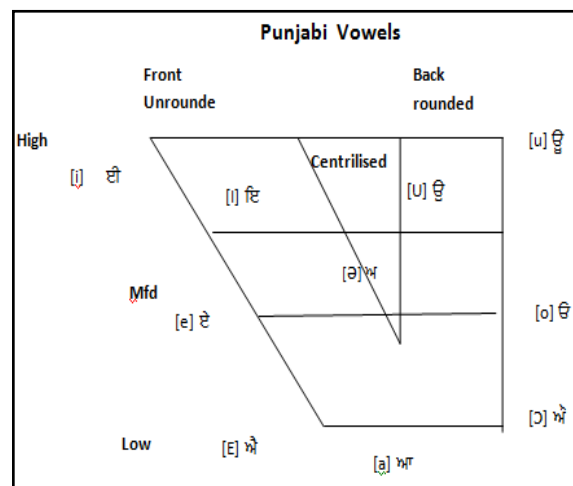 Punjabi Vowels
Front Back
Unrounde rounded
High [u] ਊ
Centrilised
[i] ਈ
[I] ਇ [U] ਉ
[Ə] ਅ
Mfd
[e] ਏ [o] ਓ
[Ɔ] ਔ
Low [E] ਐ
[a] ਆ